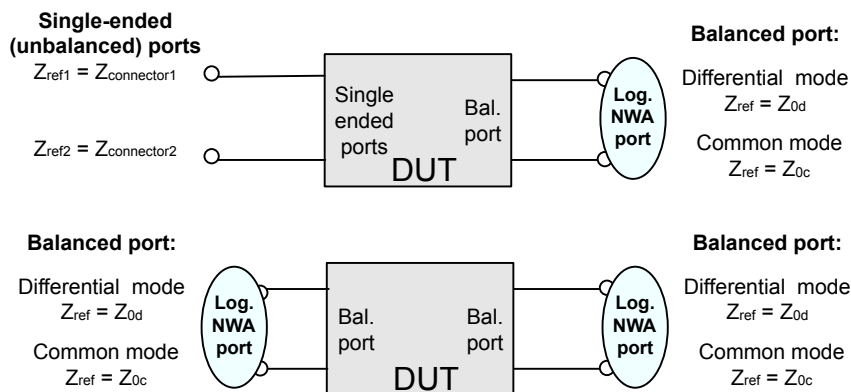 Single-ended
(unbalanced) ports
Zref1 = Zconnector1
Zref2 = Zconnector2
Single
ended
ports
Bal.
port
DUT
Log.
NWA
port
Balanced port:
Differential mode
Zref = Z0d
Common mode
Zref = Z0c
Balanced port:
Differential mode
Zref = Z0d
Common mode
Zref = Z0c
Log.
NWA
port
Bal.
port
Bal.
port
DUT
Log.
NWA
port
Balanced port:
Differential mode
Zref = Z0d
Common mode
Zref = Z0c